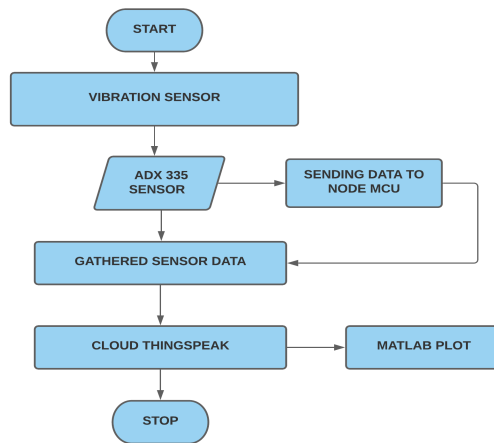 START
VIBRATION SENSOR
ADX 335
SENSOR
SENDING DATA TO
NODE MCU
GATHERED SENSOR DATA
CLOUD THINGSPEAK
MATLAB PLOT
STOP